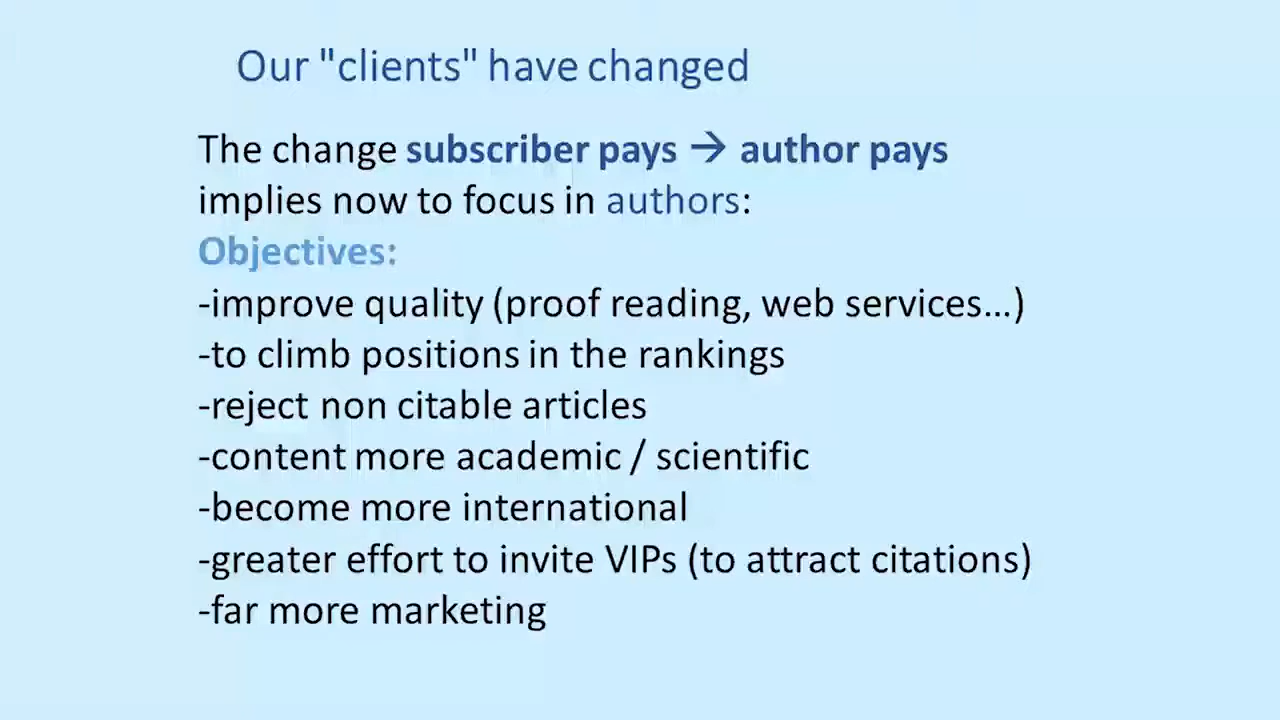 Our "clients" have changed
The change subscriber pays → author pays
implies now to focus in authors:
Objectives:
-improve quality (proof reading, web services...)
-to climb positions in the rankings
-reject non citable articles
-content more academic / scientific
-become more international
-greater effort to invite VIPs (to attract citations)
-far more marketing